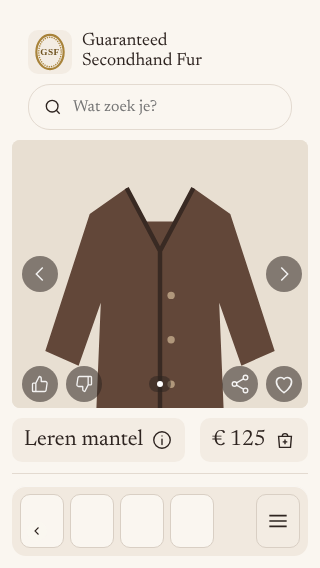 GSF
Guaranteed
Secondhand Fur
Wat zoek je?
Leren mantel
€ 125